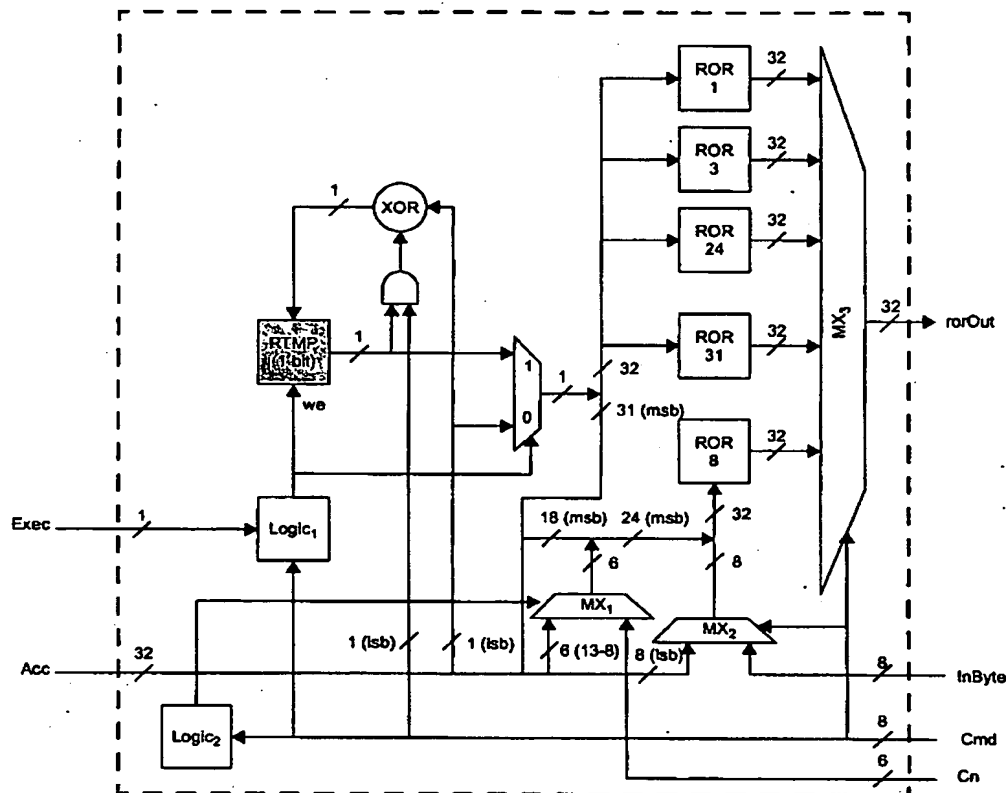 32
ROR
1
32
ROR
3
1
XOR
32
ROR
24
MX3
32
rorOut
RTMP
(1-bit)
1
we
1
0
1
32
31 (msb)
ROR
31
32
ROR
8
32
Exec
1
Logic1
18 (msb)
24 (msb)
32
6
8
MX1
MX2
1 (lsb)
1 (lsb)
6 (13-8)
8 (lsb)
Acc
32
8
InByte
Logic2
8
Cmd
6
Cn